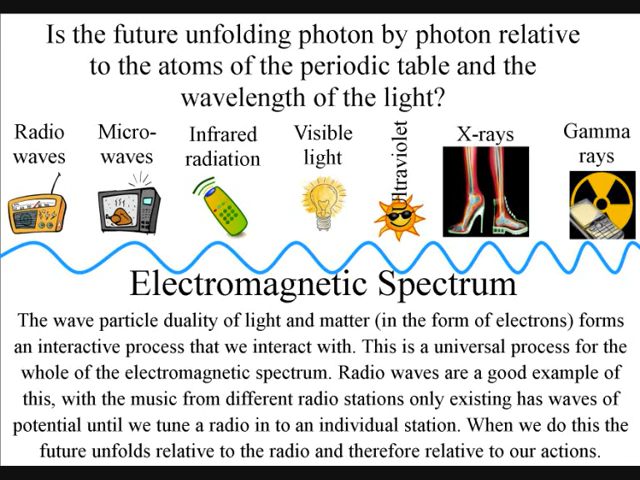 Is the future unfolding photon by photon relative
to the atoms of the periodic table and the
wavelength of the light?
Radio
waves
Micro-
waves
Infrared
radiation
Visible
light
Ultraviolet
X-rays
Gamma
rays
Electromagnetic Spectrum
The wave particle duality of light and matter (in the form of electrons) forms
an interactive process that we interact with. This is a universal process for the
whole of the electromagnetic spectrum. Radio waves are a good example of
this, with the music from different radio stations only existing has waves of
potential until we tune a radio in to an individual station. When we do this the
future unfolds relative to the radio and therefore relative to our actions.